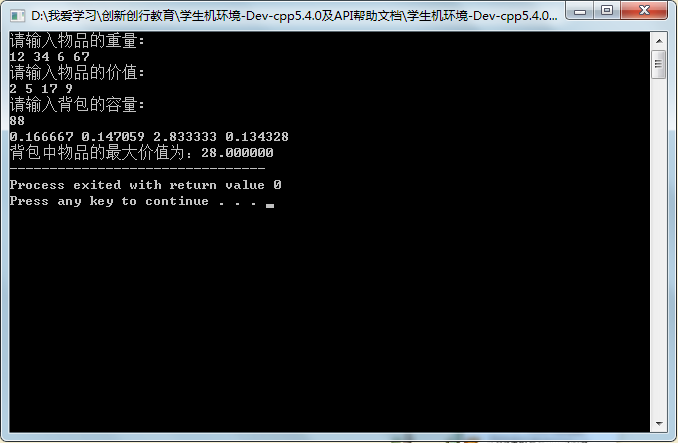 D:\我爱学习\创新创行教育\学生机环境-Dev-cpp5.4.0及API帮助文档\学生机环境-Dev-cpp5.4.0...
请输入物品的重量:
12 34 6 67
请输入物品的价值:
2 5 17 9
请输入背包的容量:
88
0.166667 0.147059 2.833333 0.134328
背包中物品的最大价值为：28.000000
--------------------------------
Process exited with return value 0
Press any key to continue . . .